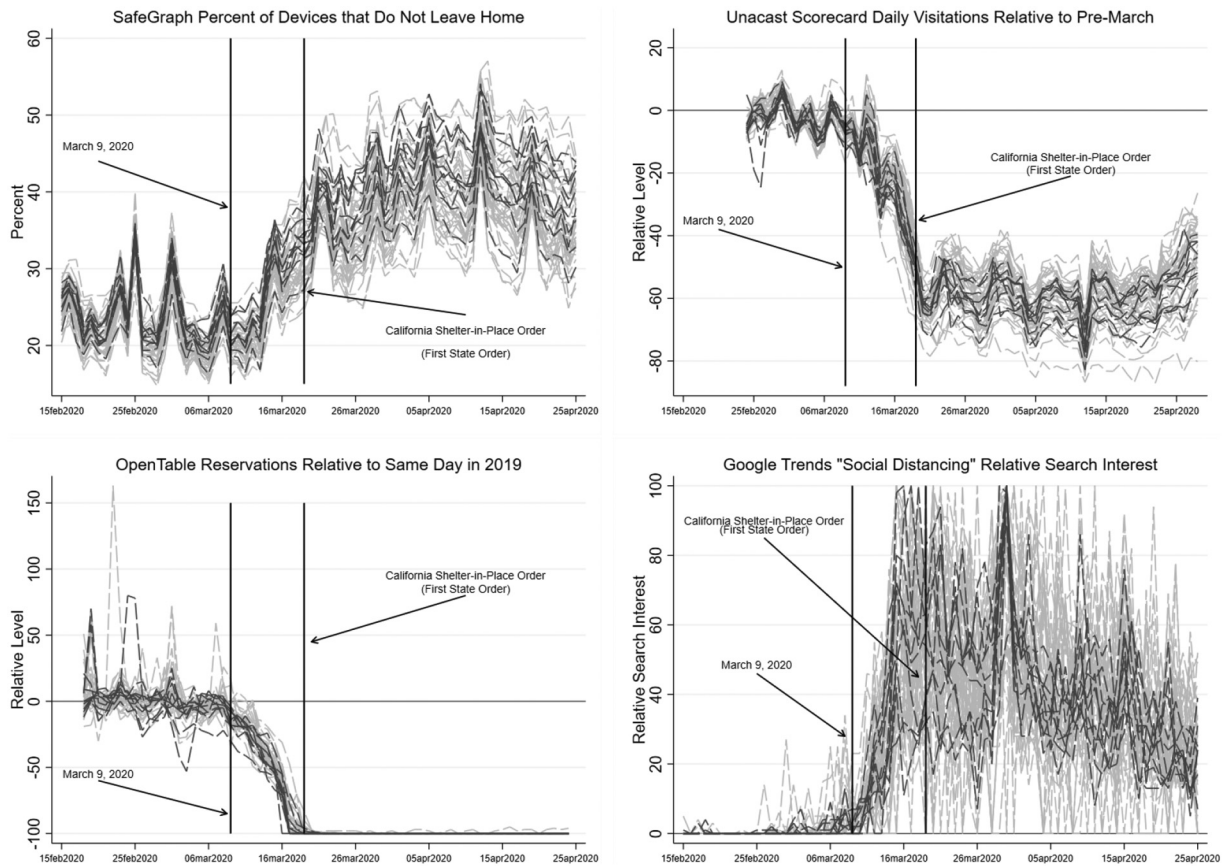 SafeGraph Percent of Devices that Do Not Leave Home
60
50
40
30
20
Percent
March 9, 2020
California Shelter-in-Place Order
(First State Order)
15feb2020 25feb2020 06mar2020 16mar2020 26mar2020 05apr2020 15apr2020 25apr2020
Unacast Scorecard Daily Visitations Relative to Pre-March
20
0
-20
-40
-60
-80
Relative Level
California Shelter-in-Place Order
(First State Order)
March 9, 2020
15feb2020 25feb2020 06mar2020 16mar2020 26mar2020 05apr2020 15apr2020 25apr2020
OpenTable Reservations Relative to Same Day in 2019
150
100
50
0
-50
-100
Relative Level
California Shelter-in-Place Order
(First State Order)
March 9, 2020
15feb2020 25feb2020 06mar2020 16mar2020 26mar2020 05apr2020 15apr2020 25apr2020
Google Trends "Social Distancing" Relative Search Interest
100
80
60
40
20
0
Relative Search Interest
California Shelter-in-Place Order
(First State Order)
March 9, 2020
15feb2020 25feb2020 06mar2020 16mar2020 26mar2020 05apr2020 15apr2020 25apr2020